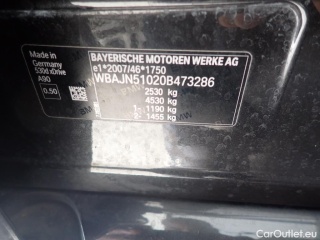 Made in
Germany
530d xDrive
A90
0.50
BAYERISCHE MOTOREN WERKE AG
e1*2007/46*1750
WBAJN51020B473286
2530 kg
4530 kg
1- 1190 kg
2- 1455 kg
© CarOutlet.eu